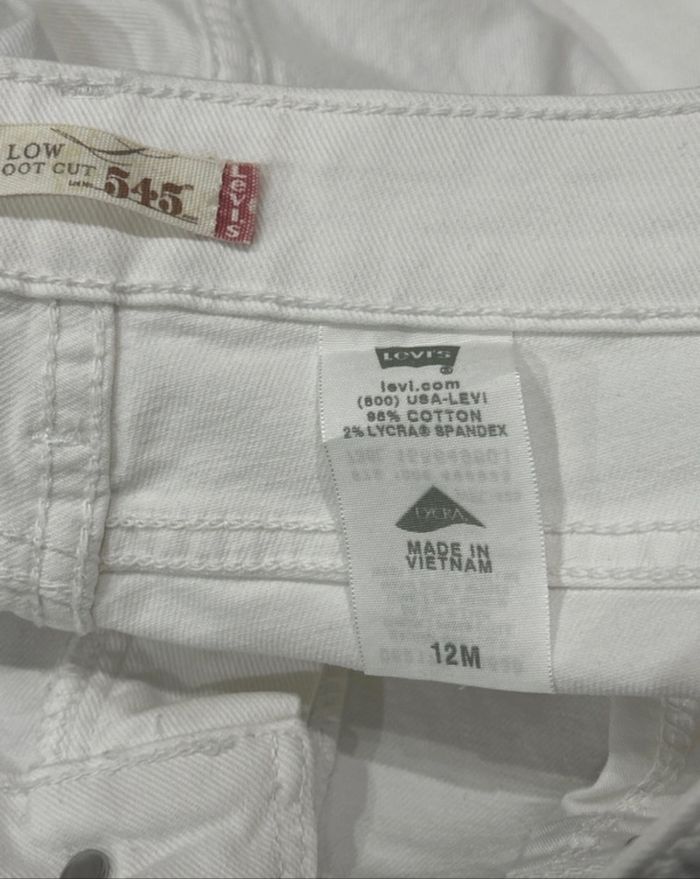 LOW
OOT CUT
545
Levi's
LEVI'S
®
levi.com
(800) USA-LEVI
98% COTTON
2% LYCRA® SPANDEX
LYCRA
MADE IN
VIETNAM
12M